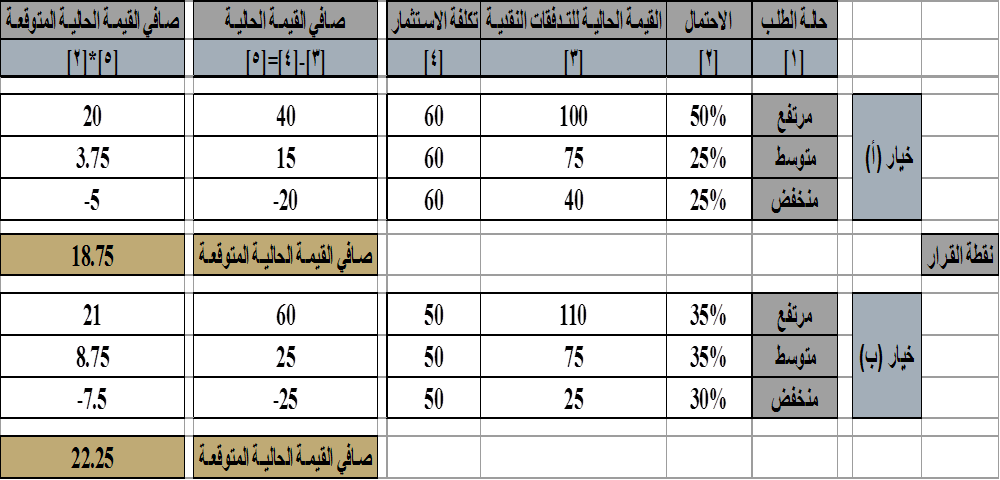 حالة الطلب الاحتمال القيمة الحالية للتدفقات النقدية تكلفة الاستثمار صافي القيمة الحالية صافي القيمة الحالية المتوقعة
[١] [٢] [٣] [٤] [٣]-[٤]=[٥] [٥]*[٢]
مرتفع 50% 100 60 40 20
خيار (أ) متوسط 25% 75 60 15 3.75
منخفض 25% 40 60 -20 -5
نقطة القرار صافي القيمة الحالية المتوقعة 18.75
مرتفع 35% 110 50 60 21
خيار (ب) متوسط 35% 75 50 25 8.75
منخفض 30% 25 50 -25 -7.5
صافي القيمة الحالية المتوقعة 22.25